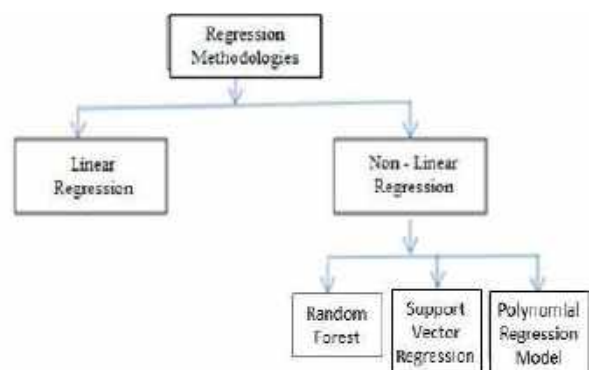 Regression
Methodologies
Linear
Regression
Non - Linear
Regression
Random
Forest
Support
Vector
Regression
Polynomial
Regression
Model